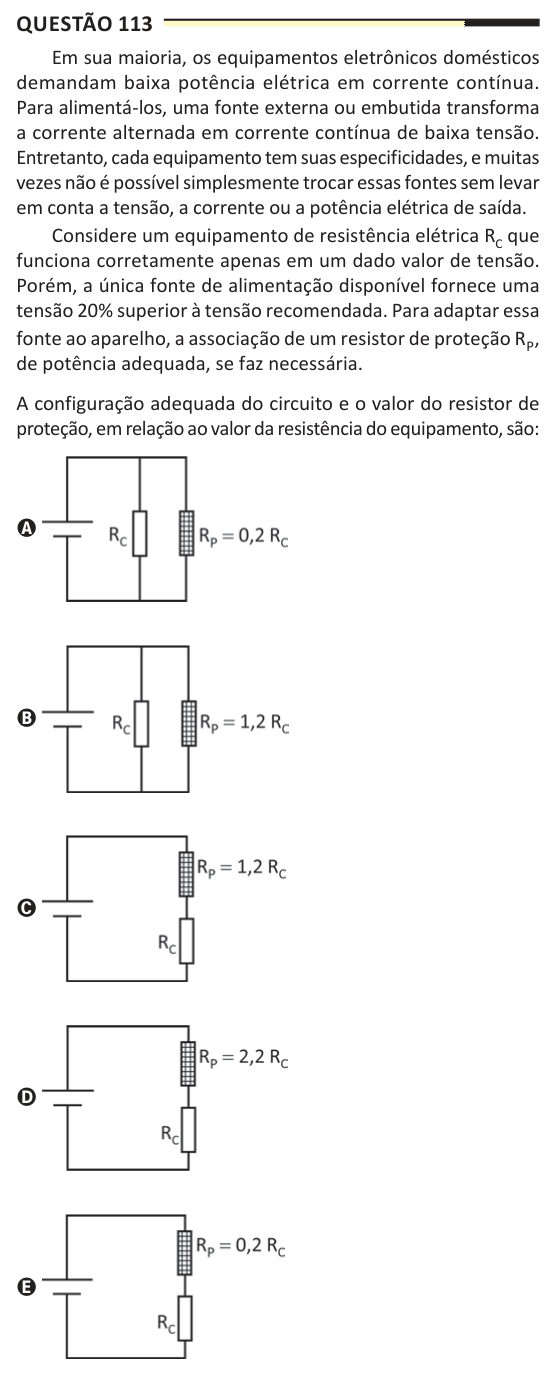 QUESTÃO 113
Em sua maioria, os equipamentos eletrônicos domésticos
demandam baixa potência elétrica em corrente contínua.
Para alimentá-los, uma fonte externa ou embutida transforma
a corrente alternada em corrente contínua de baixa tensão.
Entretanto, cada equipamento tem suas especificidades, e muitas
vezes não é possível simplesmente trocar essas fontes sem levar
em conta a tensão, a corrente ou a potência elétrica de saída.
Considere um equipamento de resistência elétrica R_C que
funciona corretamente apenas em um dado valor de tensão.
Porém, a única fonte de alimentação disponível fornece uma
tensão 20% superior à tensão recomendada. Para adaptar essa
fonte ao aparelho, a associação de um resistor de proteção R_P,
de potência adequada, se faz necessária.
A configuração adequada do circuito e o valor do resistor de
proteção, em relação ao valor da resistência do equipamento, são:
A
R_C
R_P = 0,2 R_C
B
R_C
R_P = 1,2 R_C
R_P = 1,2 R_C
C
R_C
R_P = 2,2 R_C
D
R_C
R_P = 0,2 R_C
E
R_C